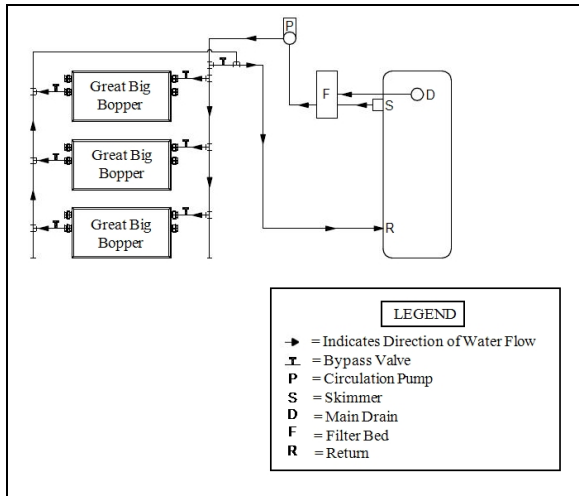 P
F
D
S
Great Big
Bopper
Great Big
Bopper
Great Big
Bopper
R
LEGEND
= Indicates Direction of Water Flow
= Bypass Valve
P = Circulation Pump
S = Skimmer
D = Main Drain
F = Filter Bed
R = Return